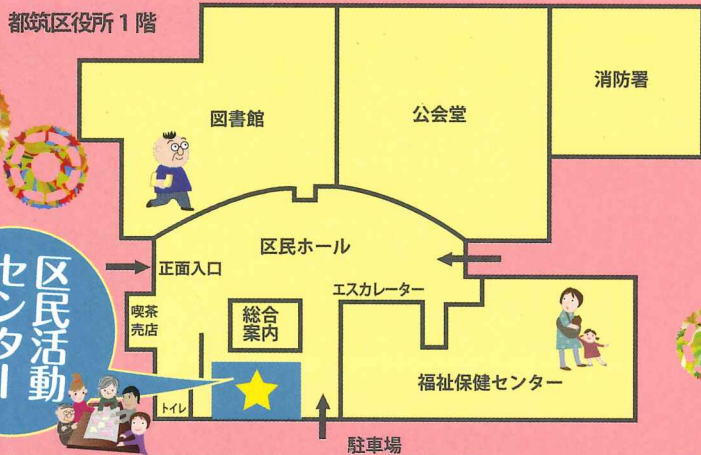 都筑区役所１階
図書館
公会堂
消防署
区民ホール
正面入口
エスカレーター
喫茶
売店
総合
案内
福祉保健センター
トイレ
駐車場
区民活動
センター